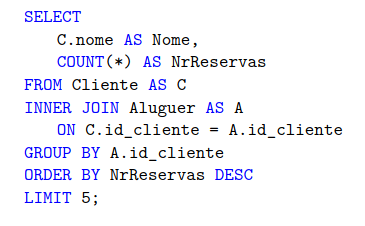 SELECT
C.nome AS Nome,
COUNT(*) AS NrReservas
FROM Cliente AS C
INNER JOIN Aluguer AS A
ON C.id_cliente = A.id_cliente
GROUP BY A.id_cliente
ORDER BY NrReservas DESC
LIMIT 5;